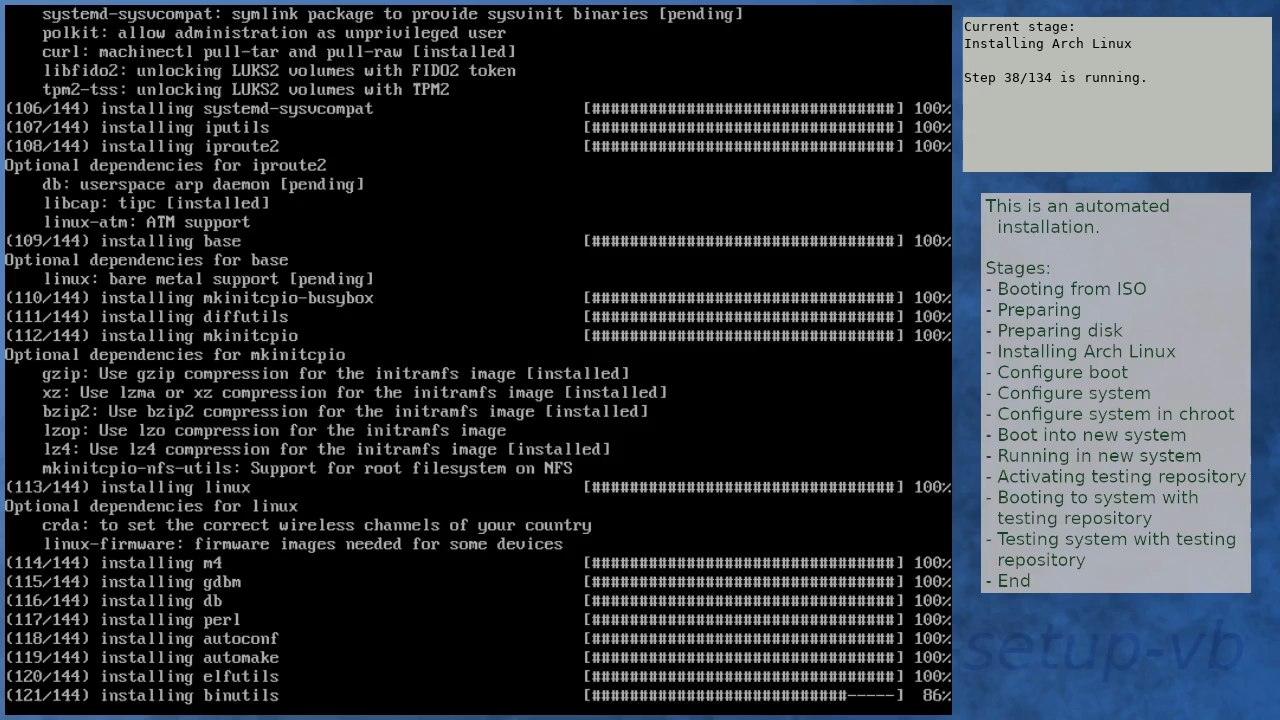 systemd-sysvcompat: symlink package to provide sysvinit binaries [pending]
    polkit: allow administration as unprivileged user
    curl: machinectl pull-tar and pull-raw [installed]
    libfido2: unlocking LUKS2 volumes with FIDO2 token
    tpm2-tss: unlocking LUKS2 volumes with TPM2
(106/144) installing systemd-sysvcompat                      [################################] 100%
(107/144) installing iputils                                 [################################] 100%
(108/144) installing iproute2                                [################################] 100%
Optional dependencies for iproute2
    db: userspace arp daemon [pending]
    libcap: tipc [installed]
    linux-atm: ATM support
(109/144) installing base                                    [################################] 100%
Optional dependencies for base
    linux: bare metal support [pending]
(110/144) installing mkinitcpio-busybox                      [################################] 100%
(111/144) installing diffutils                               [################################] 100%
(112/144) installing mkinitcpio                              [################################] 100%
Optional dependencies for mkinitcpio
    gzip: Use gzip compression for the initramfs image [installed]
    xz: Use lzma or xz compression for the initramfs image [installed]
    bzip2: Use bzip2 compression for the initramfs image [installed]
    lzop: Use lzo compression for the initramfs image
    lz4: Use lz4 compression for the initramfs image [installed]
    mkinitcpio-nfs-utils: Support for root filesystem on NFS
(113/144) installing linux                                   [################################] 100%
Optional dependencies for linux
    crda: to set the correct wireless channels of your country
    linux-firmware: firmware images needed for some devices
(114/144) installing m4                                      [################################] 100%
(115/144) installing gdbm                                    [################################] 100%
(116/144) installing db                                      [################################] 100%
(117/144) installing perl                                    [################################] 100%
(118/144) installing autoconf                                [################################] 100%
(119/144) installing automake                                [################################] 100%
(120/144) installing elfutils                                [################################] 100%
(121/144) installing binutils                                [###########################-----]  86%
Current stage:
Installing Arch Linux
Step 38/134 is running.
This is an automated
installation.
Stages:
- Booting from ISO
- Preparing
- Preparing disk
- Installing Arch Linux
- Configure boot
- Configure system
- Configure system in chroot
- Boot into new system
- Running in new system
- Activating testing repository
- Booting to system with
testing repository
- Testing system with testing
repository
- End
setup-vb